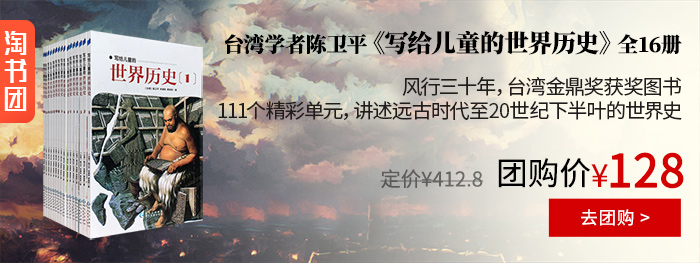 淘书团
台湾学者陈卫平《写给儿童的世界历史》全16册
风行三十年，台湾金鼎奖获奖图书
111个精彩单元，讲述远古时代至20世纪下半叶的世界史
定价¥412.8 团购价¥128
去团购 >
写给儿童的
世界历史［1］